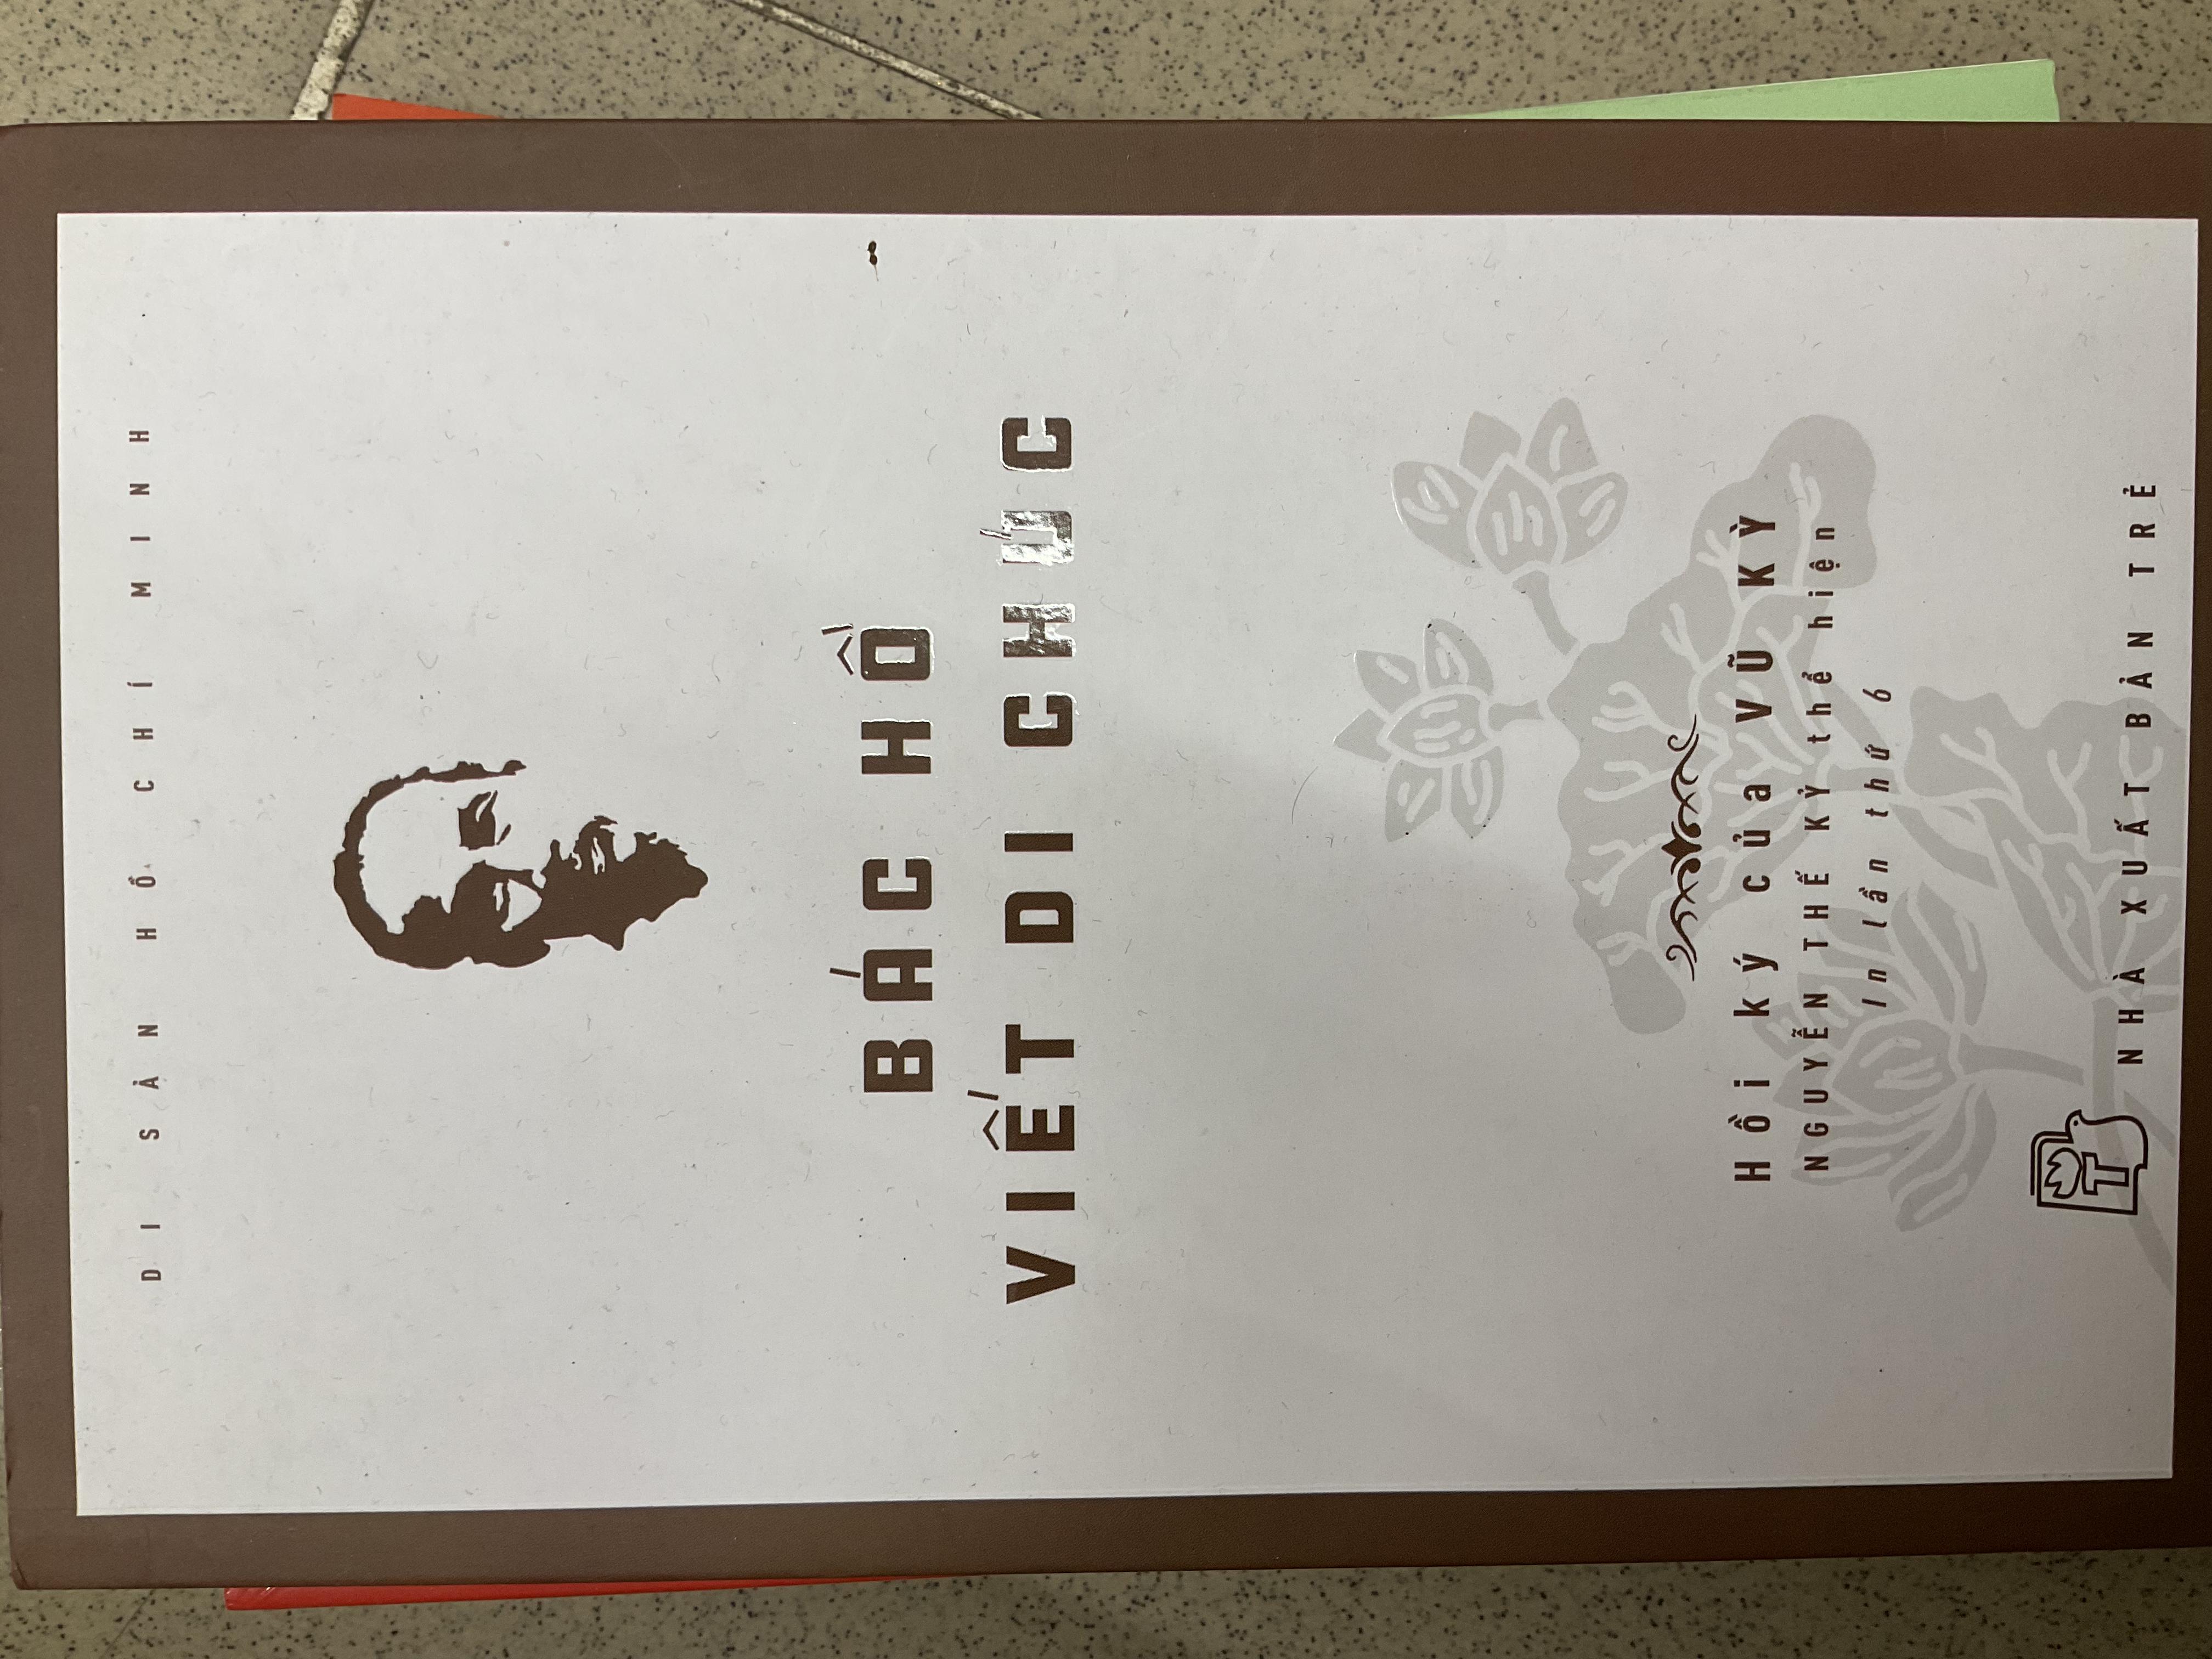 DI SẢN HỒ CHÍ MINH
BÁC HỒ
VIẾT DI CHÚC
Hồi ký của VŨ KỲ
NGUYỄN THẾ KỶ thể hiện
In lần thứ 6
T
NHÀ XUẤT BẢN TRẺ